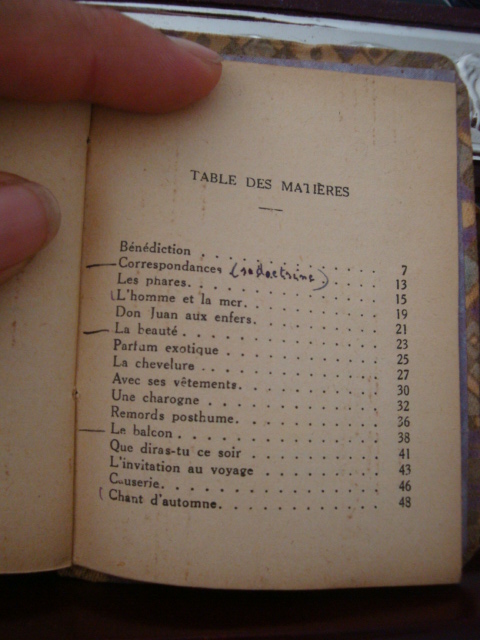 TABLE DES MATIÈRES
Bénédiction . . . . . . . . . . . . 7
Correspondances (sa doctrine) . . . 13
Les phares. . . . . . . . . . . . . 15
L'homme et la mer. . . . . . . . . 19
Don Juan aux enfers. . . . . . . . 21
La beauté . . . . . . . . . . . . . 23
Parfum exotique . . . . . . . . . . 25
La chevelure . . . . . . . . . . . 27
Avec ses vêtements. . . . . . . . . 30
Une charogne . . . . . . . . . . . 32
Remords posthume. . . . . . . . . . 36
Le balcon . . . . . . . . . . . . . 38
Que diras-tu ce soir . . . . . . . 41
L'invitation au voyage . . . . . . 43
Causerie. . . . . . . . . . . . . . 46
Chant d'automne. . . . . . . . . . 48